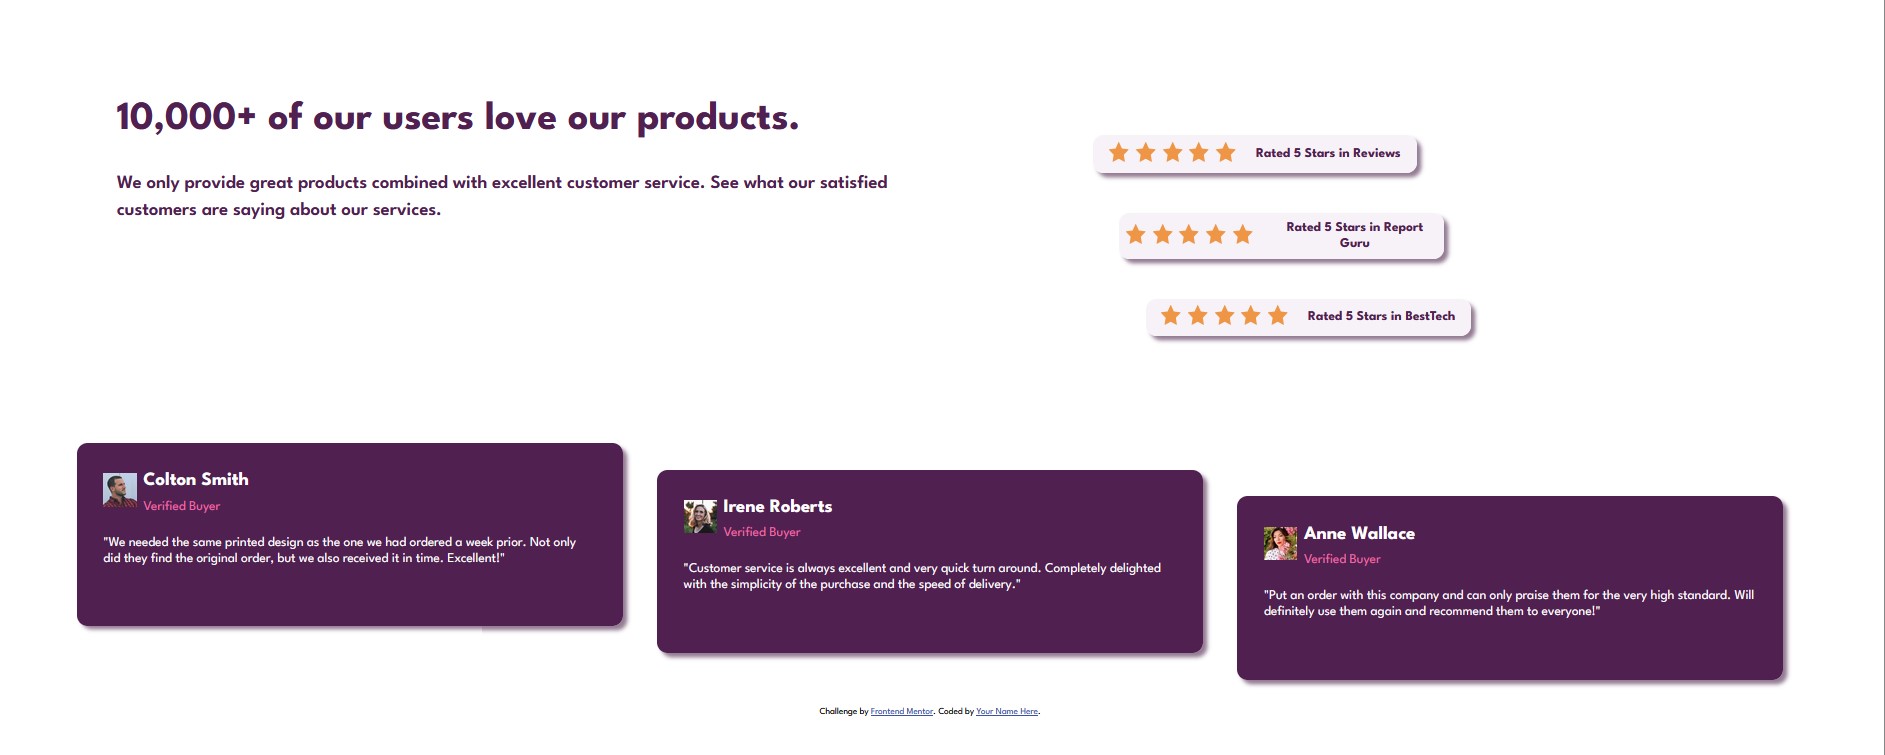 10,000+ of our users love our products.
We only provide great products combined with excellent customer service. See what our satisfied
customers are saying about our services.
Rated 5 Stars in Reviews
Rated 5 Stars in Report
Guru
Rated 5 Stars in BestTech
Colton Smith
Verified Buyer
"We needed the same printed design as the one we had ordered a week prior. Not only
did they find the original order, but we also received it in time. Excellent!"
Irene Roberts
Verified Buyer
"Customer service is always excellent and very quick turn around. Completely delighted
with the simplicity of the purchase and the speed of delivery."
Anne Wallace
Verified Buyer
"Put an order with this company and can only praise them for the very high standard. Will
definitely use them again and recommend them to everyone!"
Challenge by Frontend Mentor. Coded by Your Name Here.